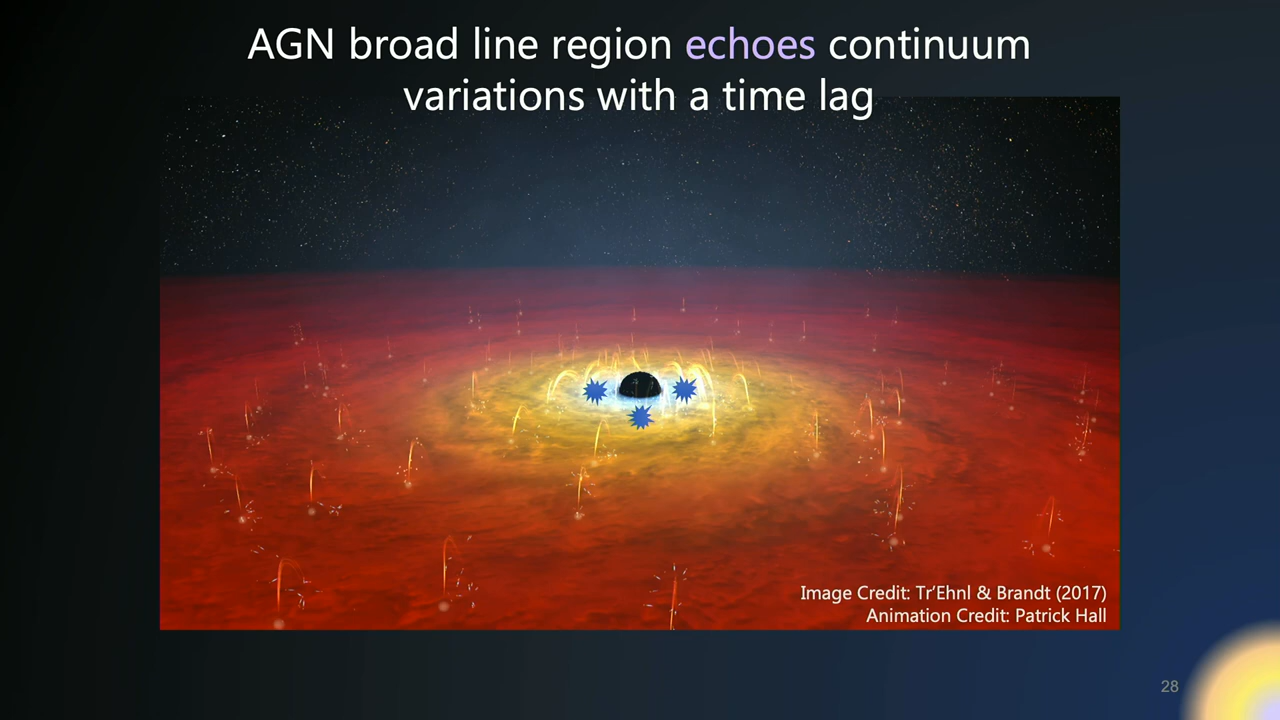 AGN broad line region echoes continuum
variations with a time lag
Image Credit: Tr’Ehnl & Brandt (2017)
Animation Credit: Patrick Hall
28